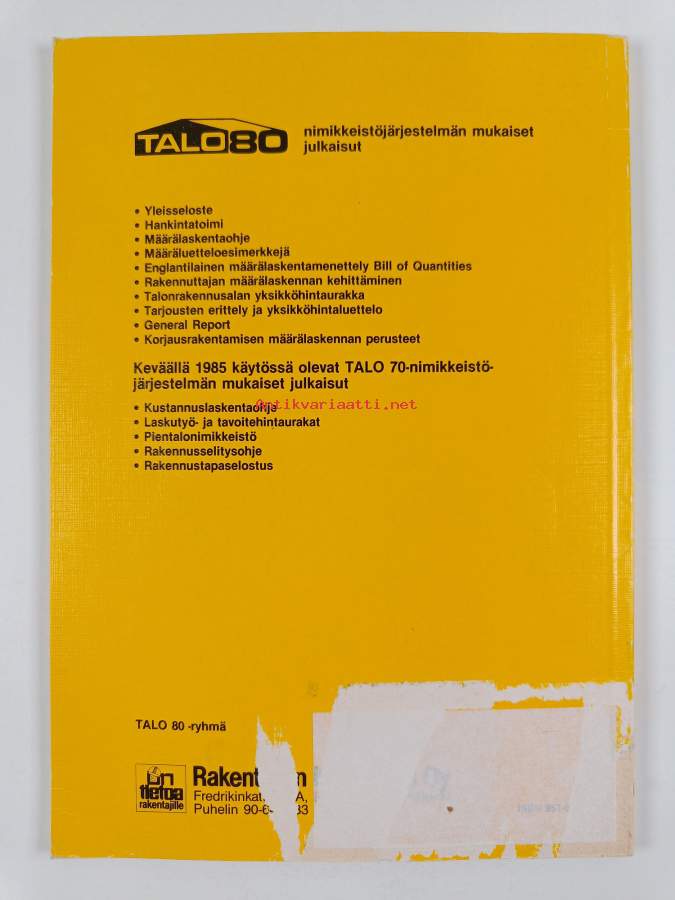 TALO80
nimikkeistöjärjestelmän mukaiset
julkaisut
• Yleisseloste
• Hankintatoimi
• Määrälaskentaohje
• Määräluetteloesimerkkejä
• Englantilainen määrälaskentamenettely Bill of Quantities
• Rakennuttajan määrälaskennan kehittäminen
• Talonrakennusalan yksikköhintaurakka
• Tarjousten erittely ja yksikköhintaluettelo
• General Report
• Korjausrakentamisen määrälaskennan perusteet
Keväällä 1985 käytössä olevat TALO 70-nimikkeistö-
järjestelmän mukaiset julkaisut
• Kustannuslaskentaohje
Antikvariaatti.net
• Laskutyö- ja tavoitehintaurakat
• Pientalonimikkeistö
• Rakennusselitysohje
• Rakennustapaselostus
TALO 80 -ryhmä
tietoa
rakentajille
Puhelin